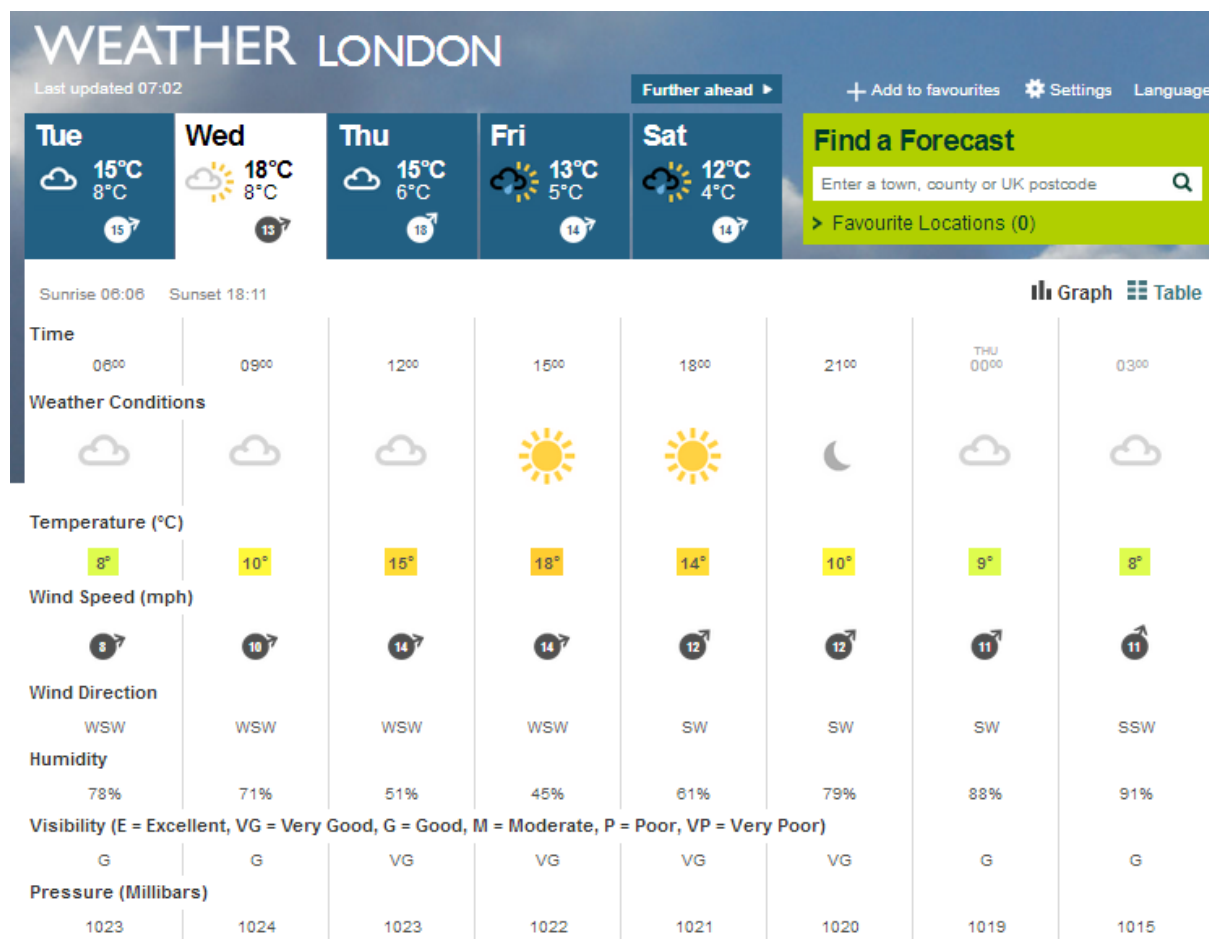 WEATHER LONDON
Last updated 07:02
Further ahead
Add to favourites Settings Language
Tue Wed Thu Fri Sat
15°C 18°C 15°C 13°C 12°C
8°C 8°C 6°C 5°C 4°C
15 13 13 14 14
Find a Forecast
Enter a town, county or UK postcode
> Favourite Locations (0)
Sunrise 06:06 Sunset 18:11
Graph Table
Time
THU
0600 0900 1200 1500 1800 2100 0000 0300
Weather Conditions
Temperature (°C)
8° 10° 15° 18° 14° 10° 9° 8°
Wind Speed (mph)
8 10 14 14 12 12 11 11
Wind Direction
WSW WSW WSW WSW SW SW SW SSW
Humidity
78% 71% 51% 45% 61% 79% 88% 91%
Visibility (E = Excellent, VG = Very Good, G = Good, M = Moderate, P = Poor, VP = Very Poor)
G G VG VG VG VG G G
Pressure (Millibars)
1023 1024 1023 1022 1021 1020 1019 1015